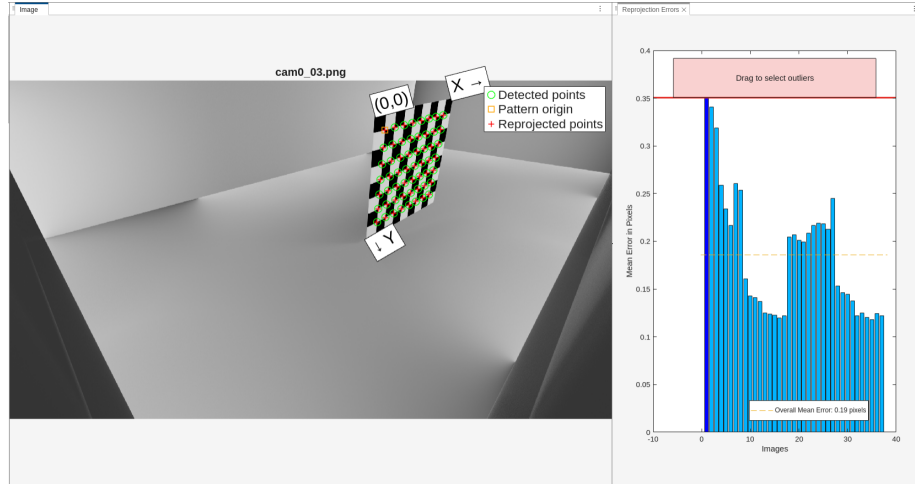 Image
Reprojection Errors
cam0_03.png
(0,0)
X →
Detected points
Pattern origin
Reprojected points
↓ Y
Drag to select outliers
0.4
0.35
0.3
0.25
0.2
0.15
0.1
0.05
0
Mean Error in Pixels
Overall Mean Error: 0.19 pixels
-10 0 10 20 30 40
Images